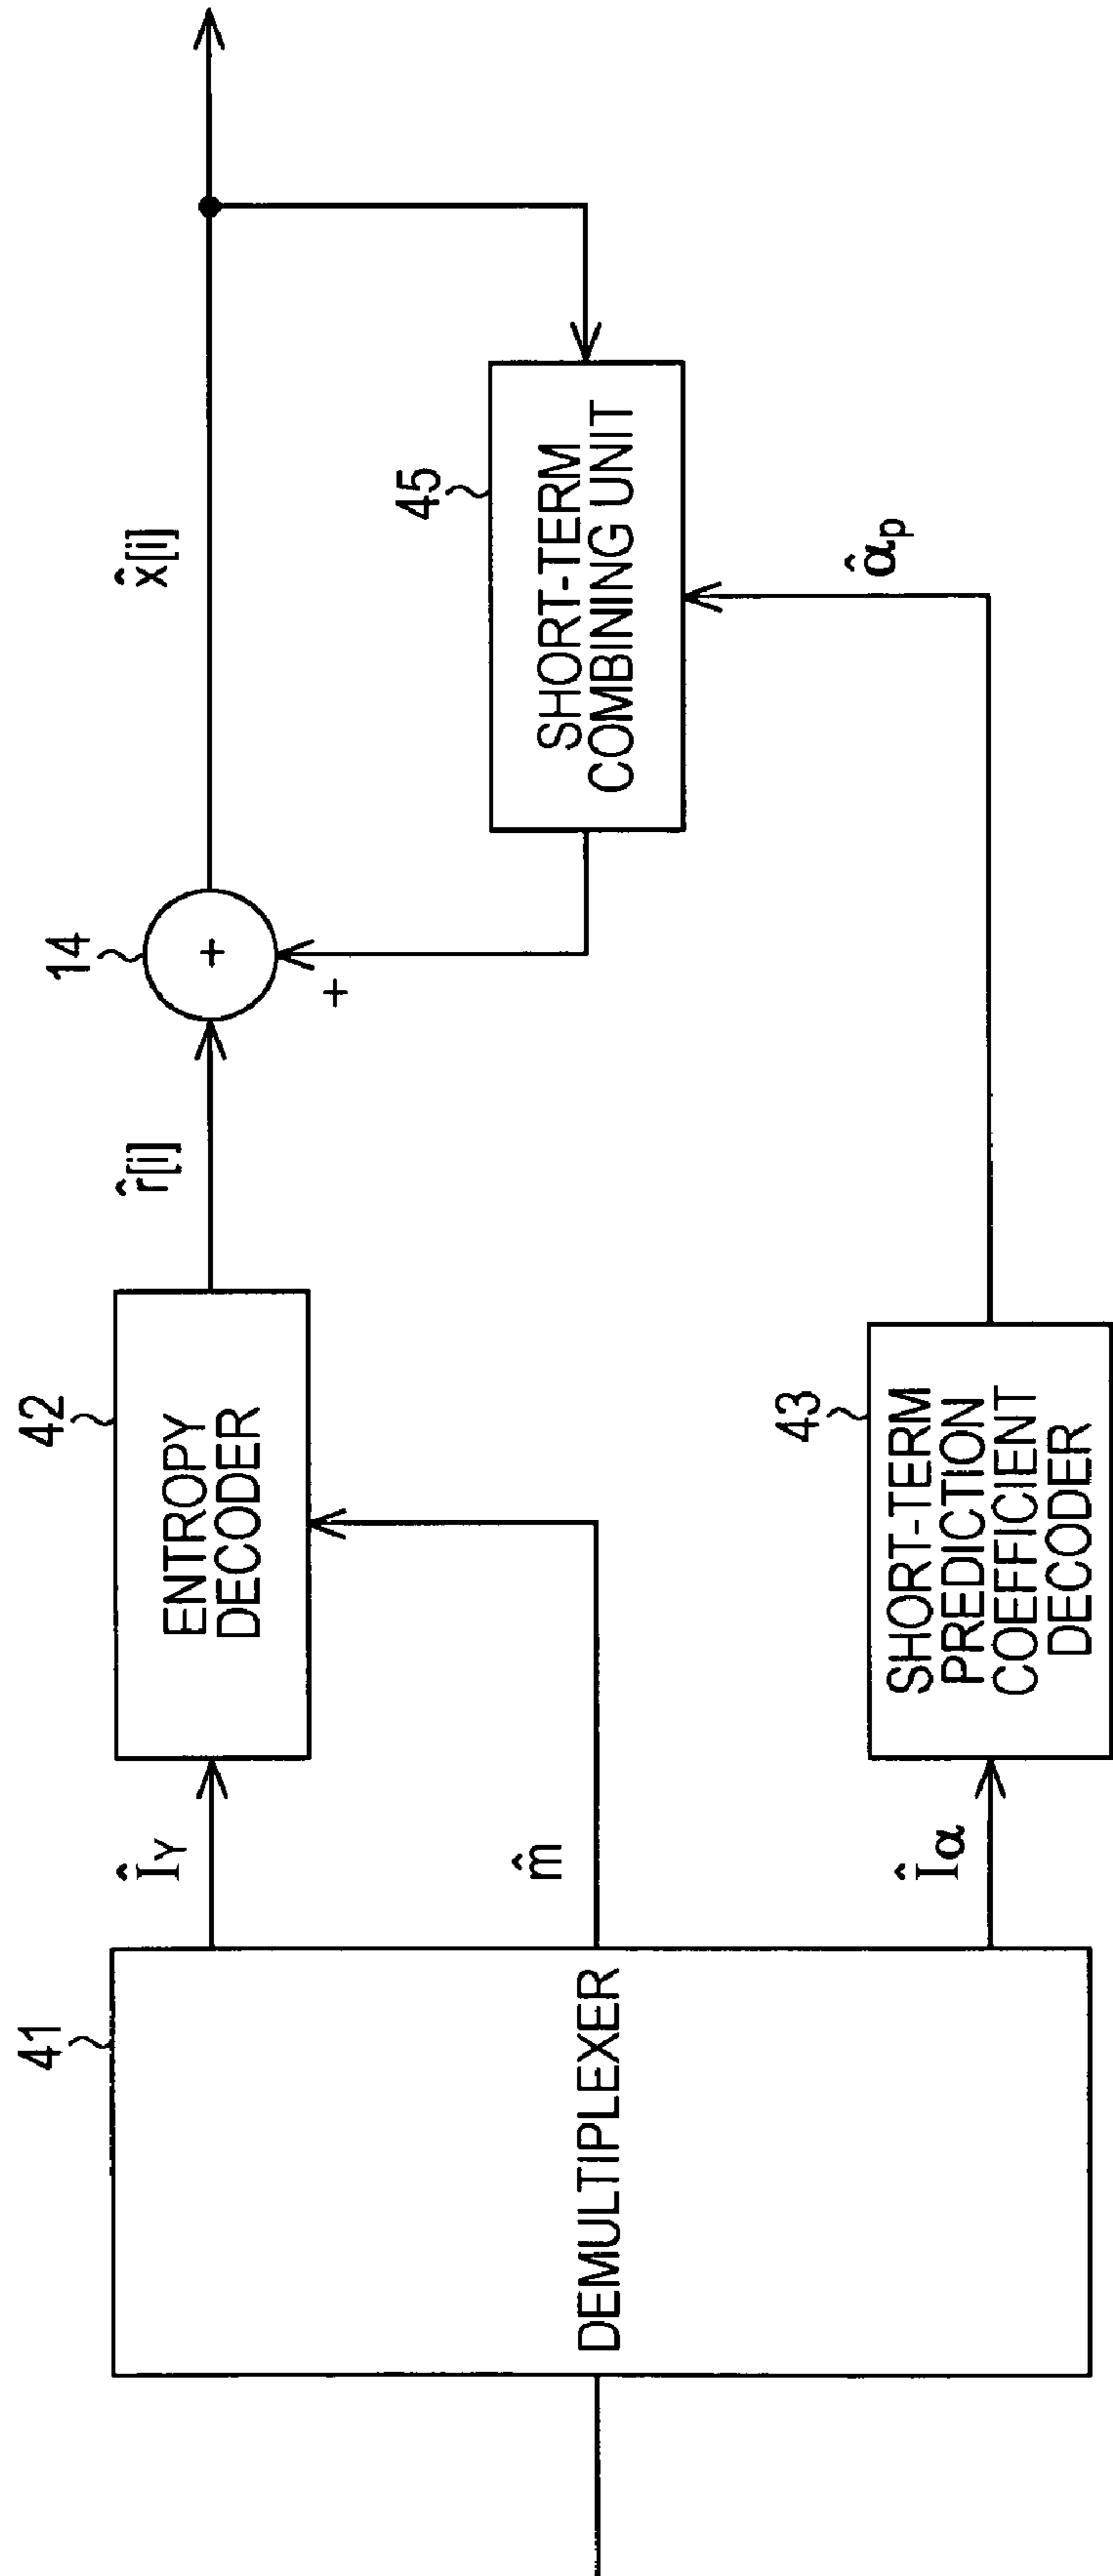 41
DEMULTIPLEXER
Î_γ
m̂
Î_α
42
ENTROPY
DECODER
43
SHORT-TERM
PREDICTION
COEFFICIENT
DECODER
r̂[i]
14
+
+
x̂[i]
45
SHORT-TERM
COMBINING UNIT
α̂_p